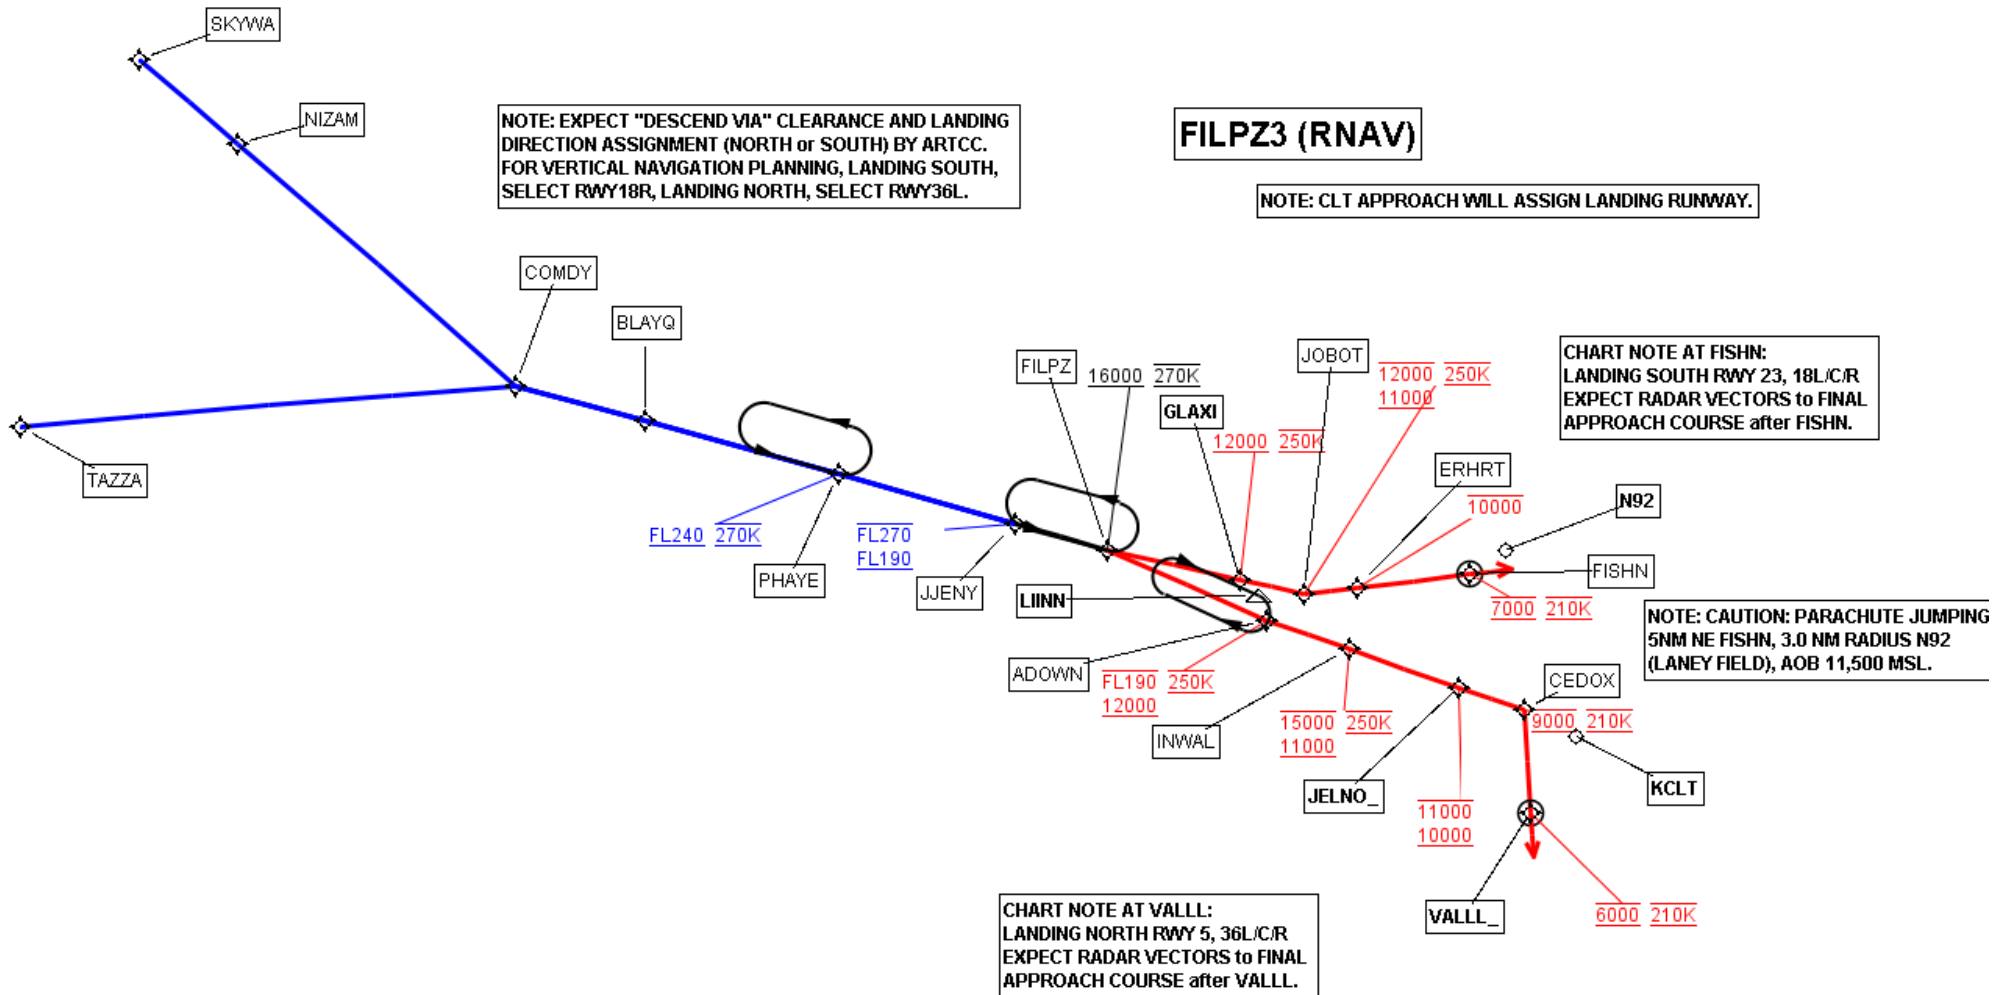 SKYWA
NIZAM
NOTE: EXPECT "DESCEND VIA" CLEARANCE AND LANDING
DIRECTION ASSIGNMENT (NORTH or SOUTH) BY ARTCC.
FOR VERTICAL NAVIGATION PLANNING, LANDING SOUTH,
SELECT RWY18R, LANDING NORTH, SELECT RWY36L.
FILPZ3 (RNAV)
NOTE: CLT APPROACH WILL ASSIGN LANDING RUNWAY.
COMDY
BLAYQ
TAZZA
FL240 270K
PHAYE
FL270
FL190
JJENY
FILPZ
16000 270K
GLAXI
12000 250K
JOBOT
12000 250K
11000
ERHRT
10000
CHART NOTE AT FISHN:
LANDING SOUTH RWY 23, 18L/C/R
EXPECT RADAR VECTORS to FINAL
APPROACH COURSE after FISHN.
N92
FISHN
7000 210K
NOTE: CAUTION: PARACHUTE JUMPING
5NM NE FISHN, 3.0 NM RADIUS N92
(LANEY FIELD), AOB 11,500 MSL.
LIINN
ADOWN
FL190 250K
12000
INWAL
15000 250K
11000
CEDOX
9000 210K
JELNO_
11000
10000
KCLT
VALLL_
6000 210K
CHART NOTE AT VALLL:
LANDING NORTH RWY 5, 36L/C/R
EXPECT RADAR VECTORS to FINAL
APPROACH COURSE after VALLL.